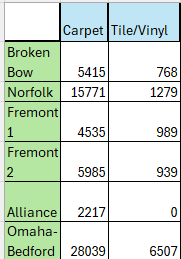 Carpet Tile/Vinyl
Broken
Bow 5415 768
Norfolk 15771 1279
Fremont
1 4535 989
Fremont
2 5985 939
Alliance 2217 0
Omaha-
Bedford 28039 6507